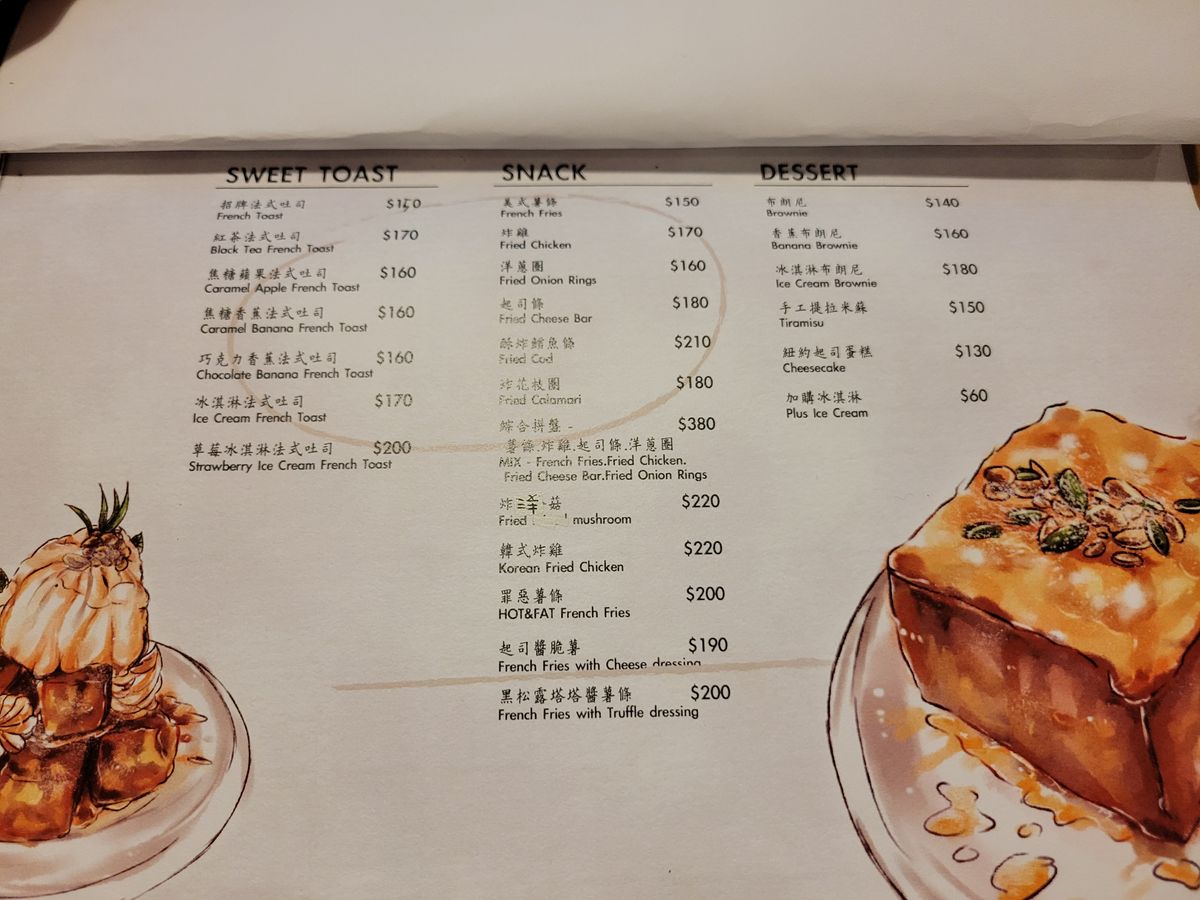 SWEET TOAST
招牌法式吐司 $150
French Toast
紅茶法式吐司 $170
Black Tea French Toast
焦糖蘋果法式吐司 $160
Caramel Apple French Toast
焦糖香蕉法式吐司 $160
Caramel Banana French Toast
巧克力香蕉法式吐司 $160
Chocolate Banana French Toast
冰淇淋法式吐司 $170
Ice Cream French Toast
草莓冰淇淋法式吐司 $200
Strawberry Ice Cream French Toast
SNACK
美式薯條 $150
French Fries
炸雞 $170
Fried Chicken
洋蔥圈 $160
Fried Onion Rings
起司條 $180
Fried Cheese Bar
酥炸鱈魚條 $210
Fried Cod
炸花枝圈 $180
Fried Calamari
綜合拼盤 - $380
薯條.炸雞.起司條.洋蔥圈
MiX - French Fries.Fried Chicken.
Fried Cheese Bar.Fried Onion Rings
炸洋菇 $220
Fried mushroom
韓式炸雞 $220
Korean Fried Chicken
罪惡薯條 $200
HOT&FAT French Fries
起司醬脆薯 $190
French Fries with Cheese dressing
黑松露塔塔醬薯條 $200
French Fries with Truffle dressing
DESSERT
布朗尼 $140
Brownie
香蕉布朗尼 $160
Banana Brownie
冰淇淋布朗尼 $180
Ice Cream Brownie
手工提拉米蘇 $150
Tiramisu
紐約起司蛋糕 $130
Cheesecake
加購冰淇淋 $60
Plus Ice Cream